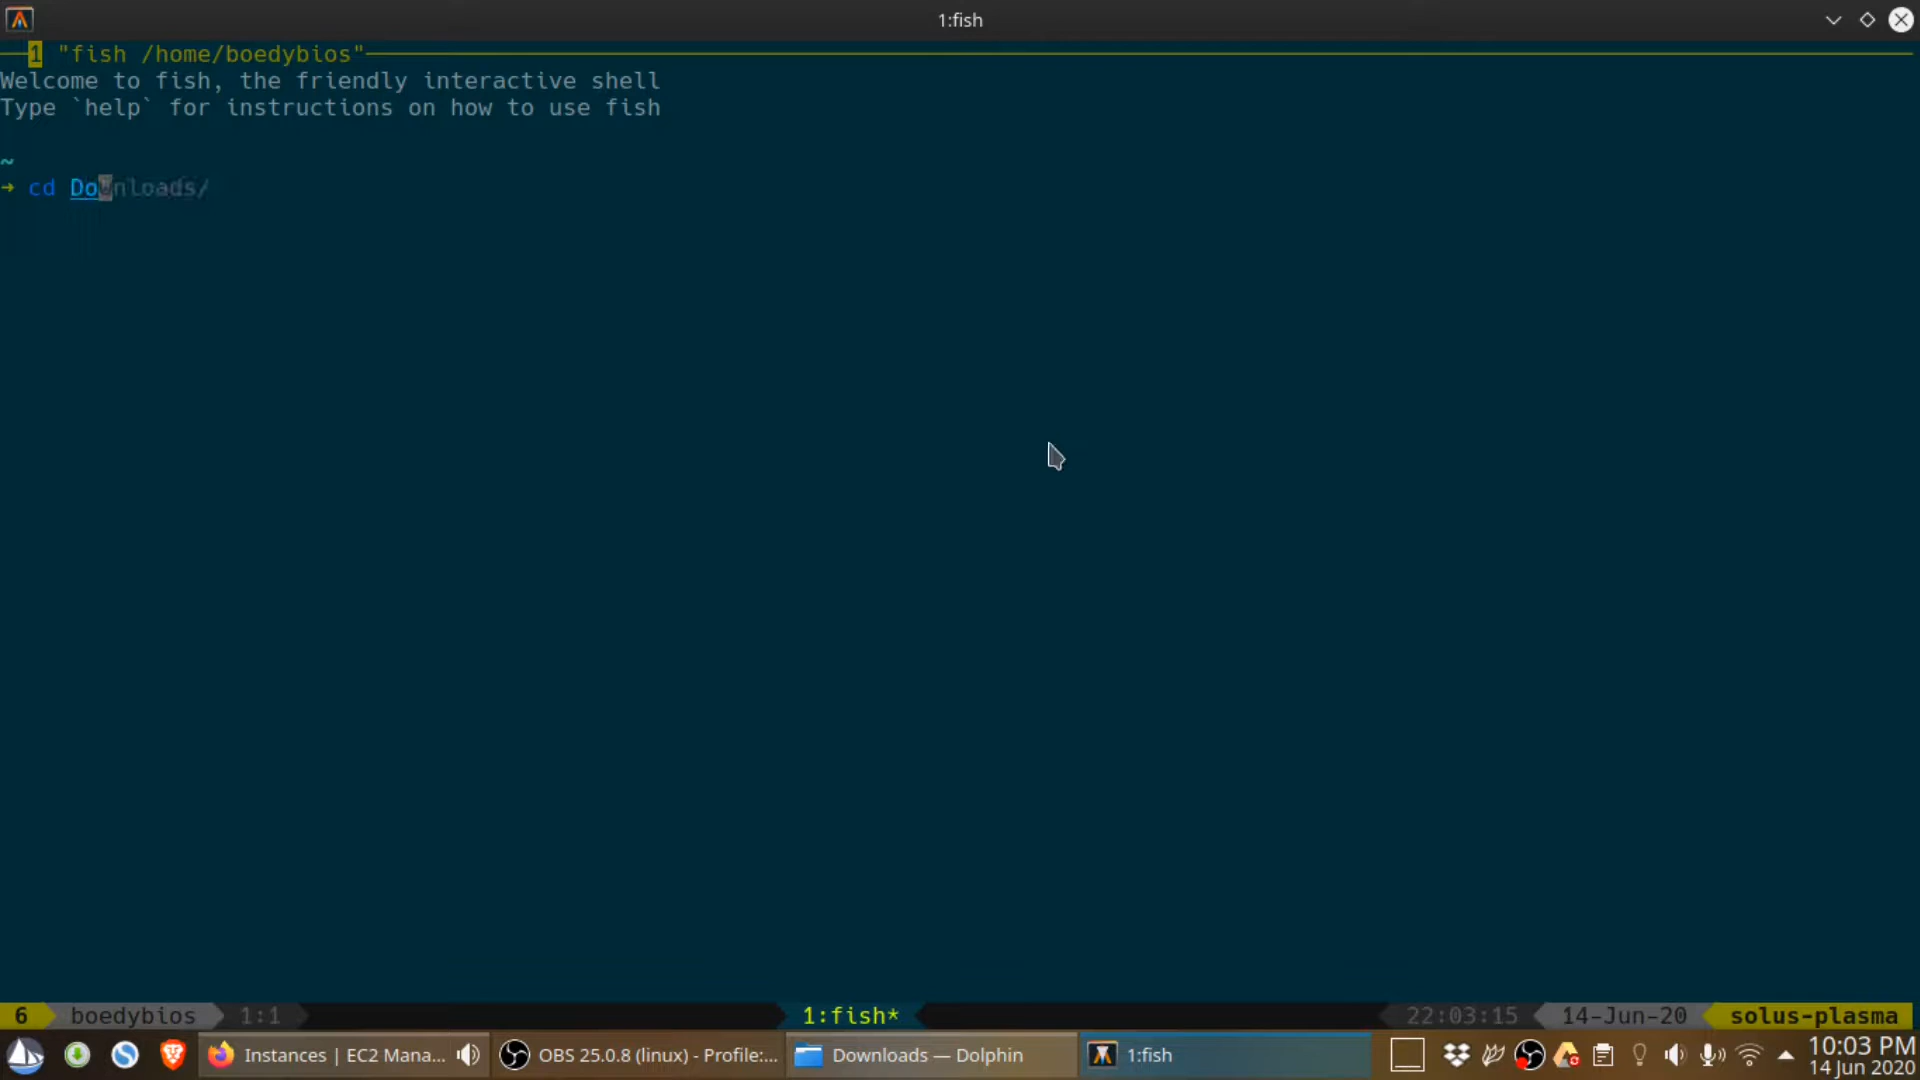 1:fish
1 "fish /home/boedybios"
Welcome to fish, the friendly interactive shell
Type `help` for instructions on how to use fish
~
➜ cd Downloads/
6 boedybios 1:1 1:fish* 22:03:15 14-Jun-20 solus-plasma
Instances | EC2 Mana... OBS 25.0.8 (linux) - Profile:... Downloads — Dolphin 1:fish 10:03 PM
14 Jun 2020